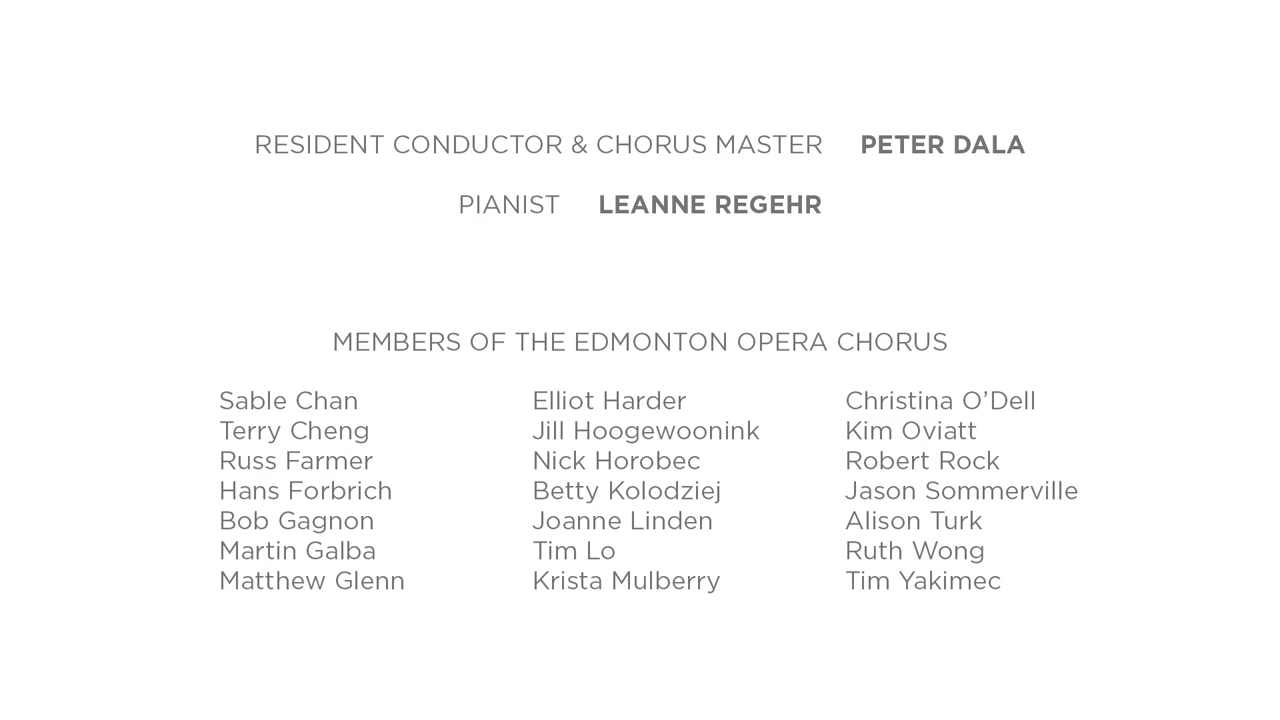 RESIDENT CONDUCTOR & CHORUS MASTER PETER DALA
PIANIST LEANNE REGEHR
MEMBERS OF THE EDMONTON OPERA CHORUS
Sable Chan
Terry Cheng
Russ Farmer
Hans Forbrich
Bob Gagnon
Martin Galba
Matthew Glenn
Elliot Harder
Jill Hoogewoonink
Nick Horobec
Betty Kolodziej
Joanne Linden
Tim Lo
Krista Mulberry
Christina O’Dell
Kim Oviatt
Robert Rock
Jason Sommerville
Alison Turk
Ruth Wong
Tim Yakimec